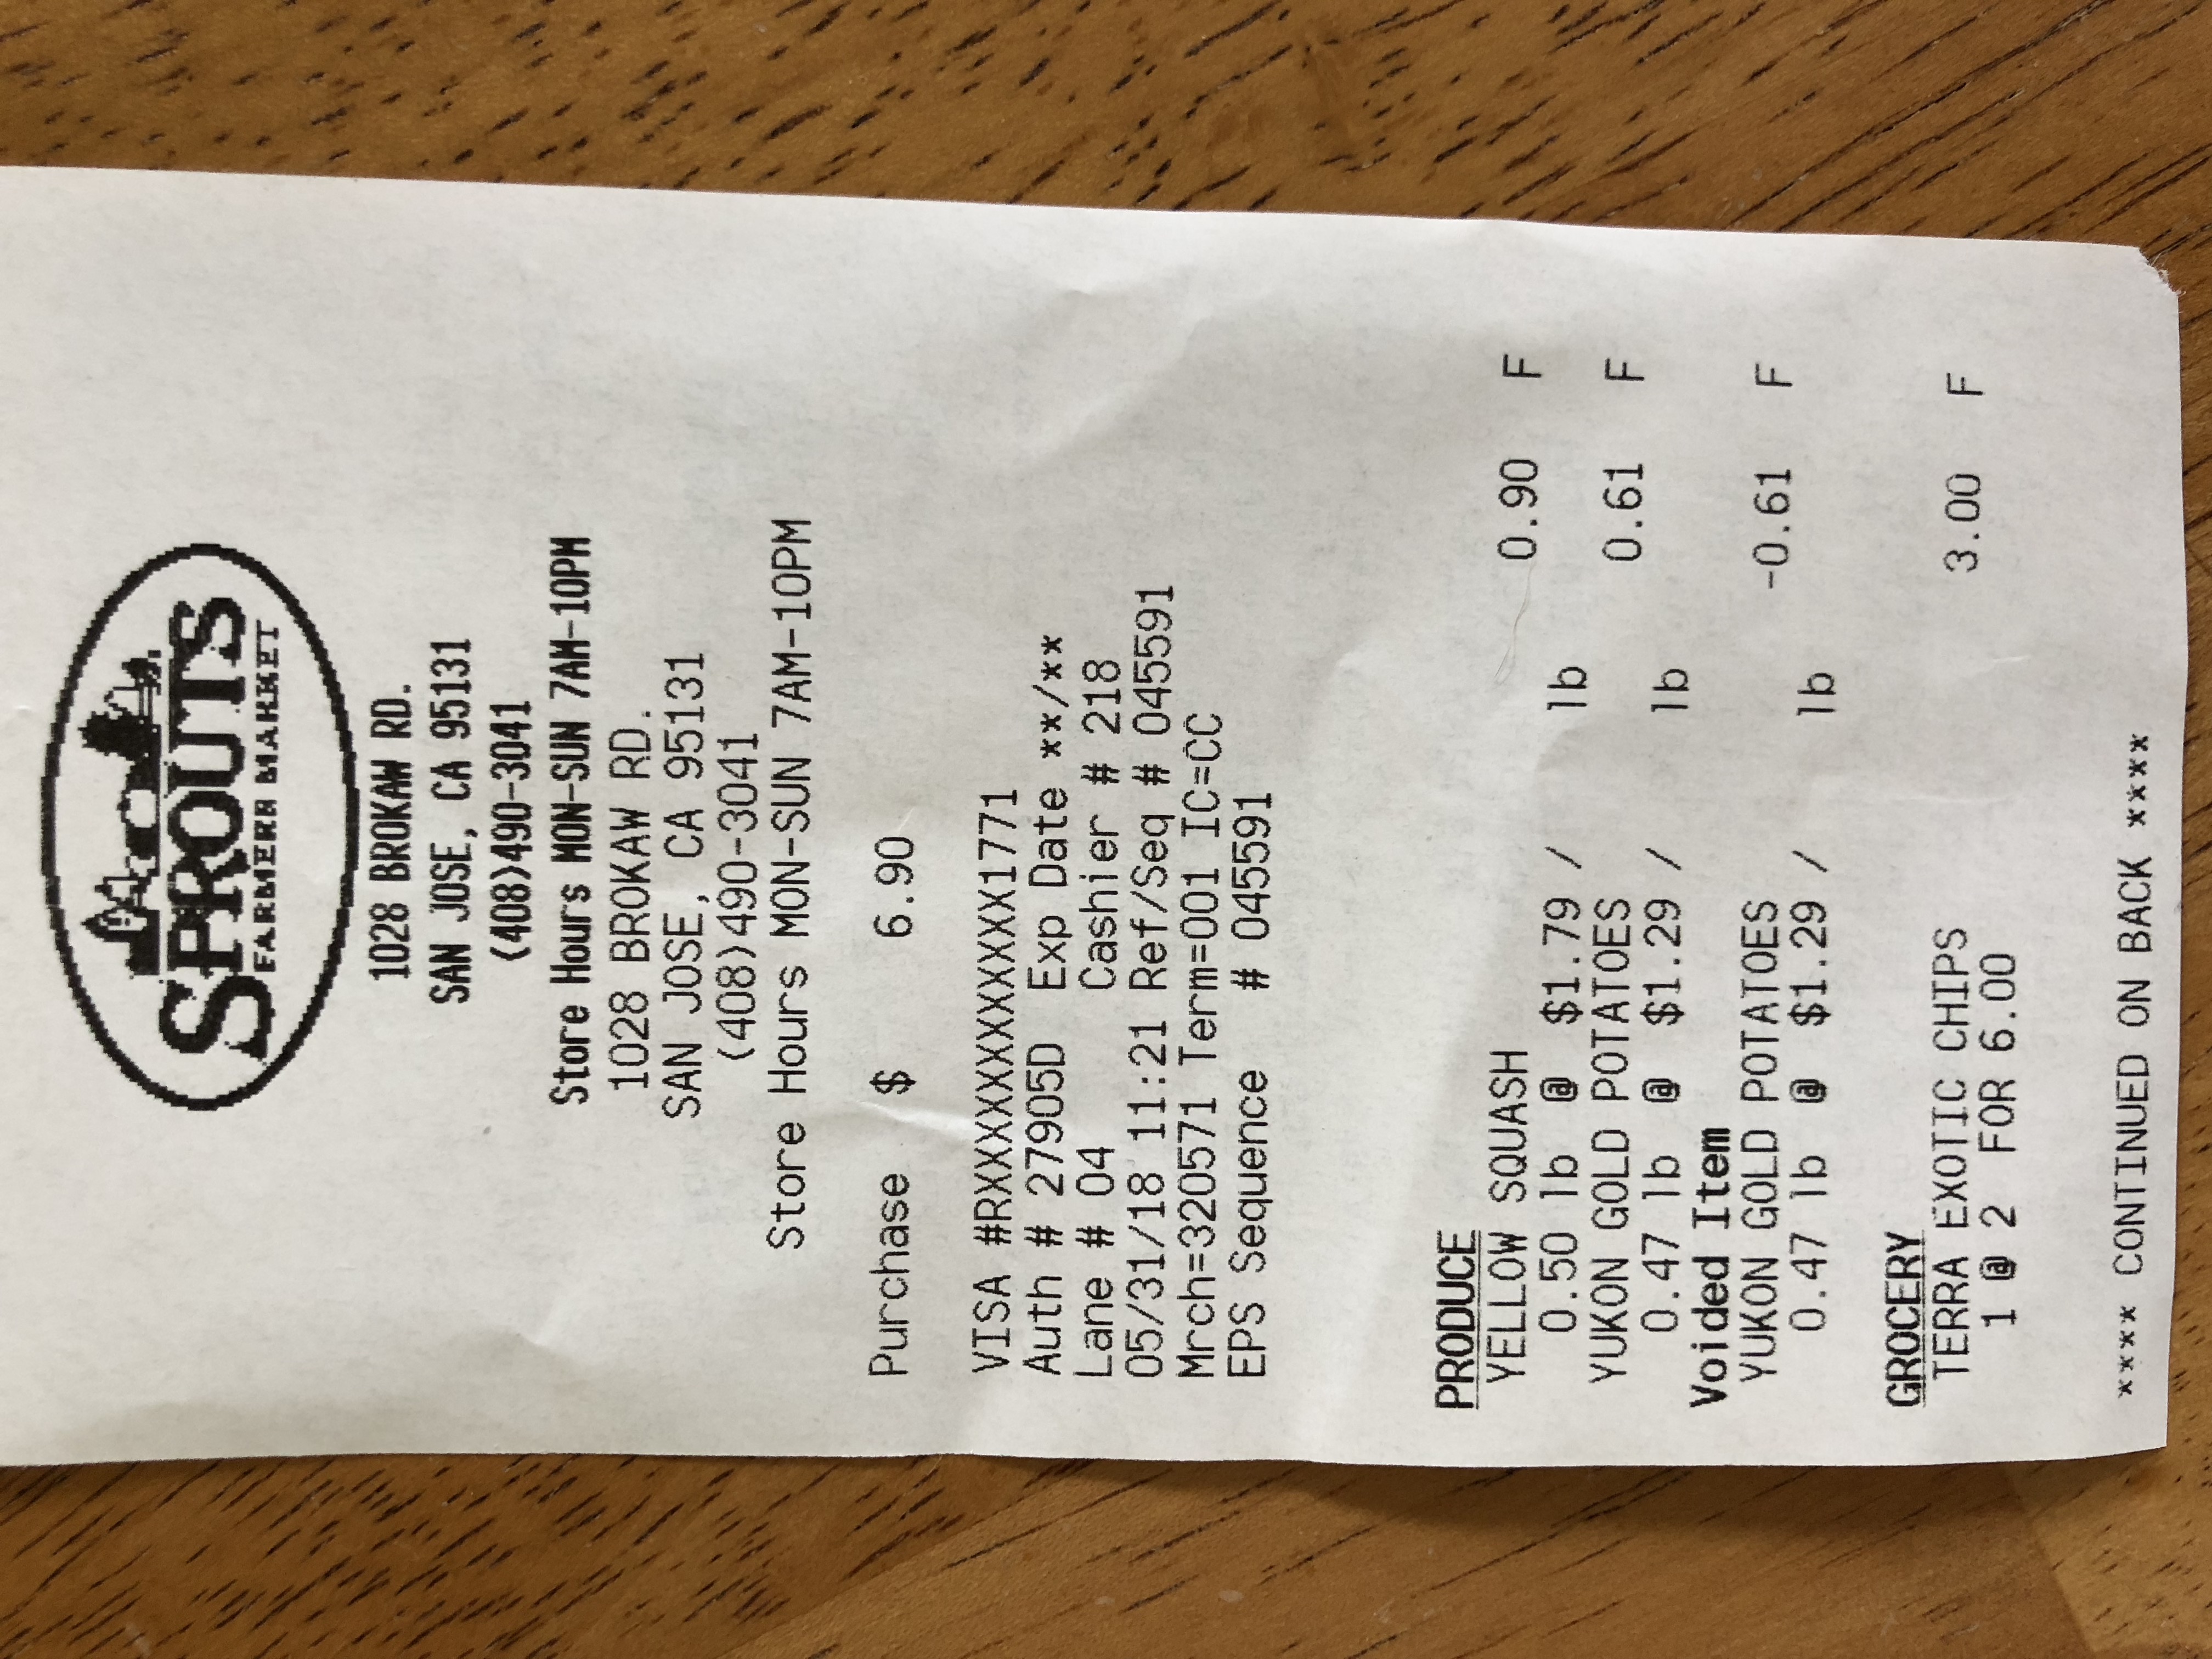 SPROUTS
FARMERS MARKET
1028 BROKAW RD.
SAN JOSE, CA 95131
(408)490-3041
Store Hours MON-SUN 7AM-10PM
1028 BROKAW RD.
SAN JOSE, CA 95131
(408)490-3041
Store Hours MON-SUN 7AM-10PM
Purchase $ 6.90
VISA #RXXXXXXXXXXX1771
Auth # 27905D Exp Date **/**
Lane # 04 Cashier # 218
05/31/18 11:21 Ref/Seq # 045591
Mrch=320571 Term=001 IC=CC
EPS Sequence # 045591
PRODUCE
YELLOW SQUASH 0.90 F
0.50 lb @ $1.79 / lb
YUKON GOLD POTATOES 0.61 F
0.47 lb @ $1.29 / lb
Voided Item
YUKON GOLD POTATOES -0.61 F
0.47 lb @ $1.29 / lb
GROCERY
TERRA EXOTIC CHIPS 3.00 F
1 @ 2 FOR 6.00
**** CONTINUED ON BACK ****